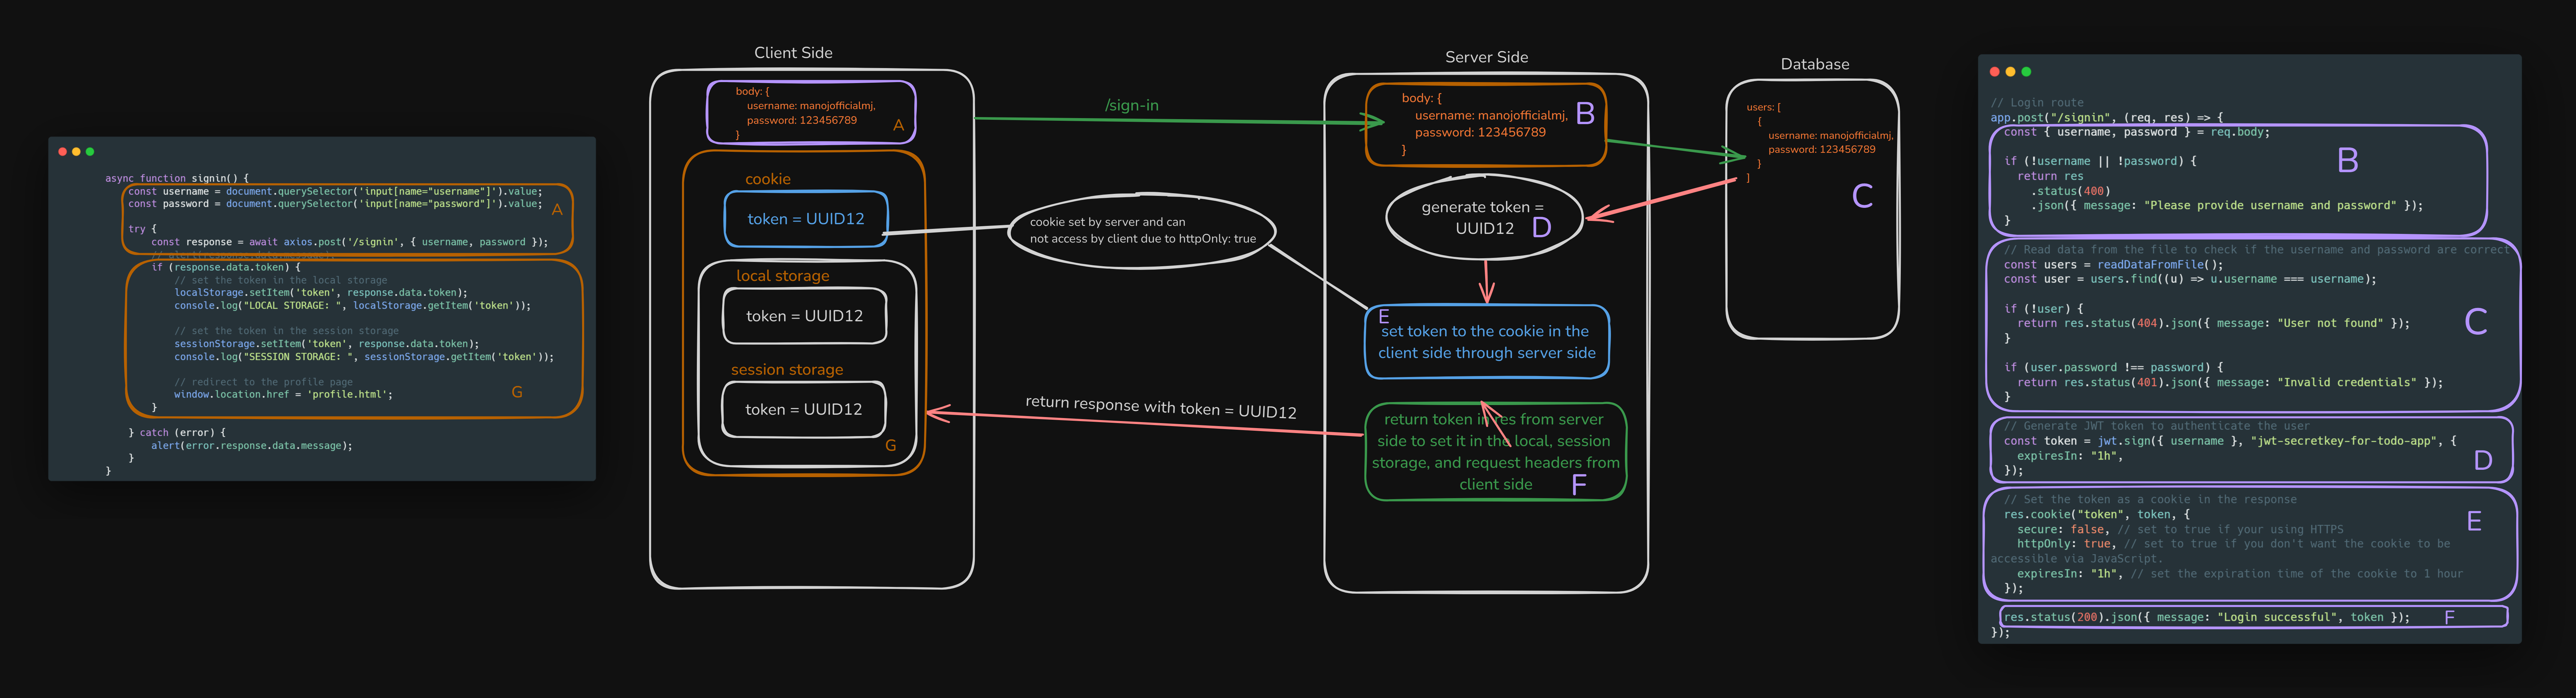 async function signin() {
const username = document.querySelector('input[name="username"]').value;
const password = document.querySelector('input[name="password"]').value;
A
try {
const response = await axios.post('/signin', { username, password });
if (response.data.token) {
// set the token in the local storage
localStorage.setItem('token', response.data.token);
console.log("LOCAL STORAGE: ", localStorage.getItem('token'));
// set the token in the session storage
sessionStorage.setItem('token', response.data.token);
console.log("SESSION STORAGE: ", sessionStorage.getItem('token'));
// redirect to the profile page
window.location.href = 'profile.html';
G
}
} catch (error) {
alert(error.response.data.message);
}
}
Client Side
body: {
username: manojofficialmj,
password: 123456789
}
A
cookie
token = UUID12
local storage
token = UUID12
session storage
token = UUID12
G
/sign-in
cookie set by server and can
not access by client due to httpOnly: true
return response with token = UUID12
Server Side
body: {
username: manojofficialmj,
password: 123456789
}
B
generate token =
UUID12
D
E
set token to the cookie in the
client side through server side
return token in res from server
side to set it in the local, session
storage, and request headers from
client side
F
Database
users: [
{
username: manojofficialmj,
password: 123456789
}
]
C
// Login route
app.post("/signin", (req, res) => {
const { username, password } = req.body;
if (!username || !password) {
return res
.status(400)
.json({ message: "Please provide username and password" });
}
B
// Read data from the file to check if the username and password are correct
const users = readDataFromFile();
const user = users.find((u) => u.username === username);
if (!user) {
return res.status(404).json({ message: "User not found" });
}
C
if (user.password !== password) {
return res.status(401).json({ message: "Invalid credentials" });
}
// Generate JWT token to authenticate the user
const token = jwt.sign({ username }, "jwt-secretkey-for-todo-app", {
expiresIn: "1h",
});
D
// Set the token as a cookie in the response
res.cookie("token", token, {
secure: false, // set to true if your using HTTPS
httpOnly: true, // set to true if you don't want the cookie to be
accessible via JavaScript.
expiresIn: "1h", // set the expiration time of the cookie to 1 hour
});
E
res.status(200).json({ message: "Login successful", token });
F
});